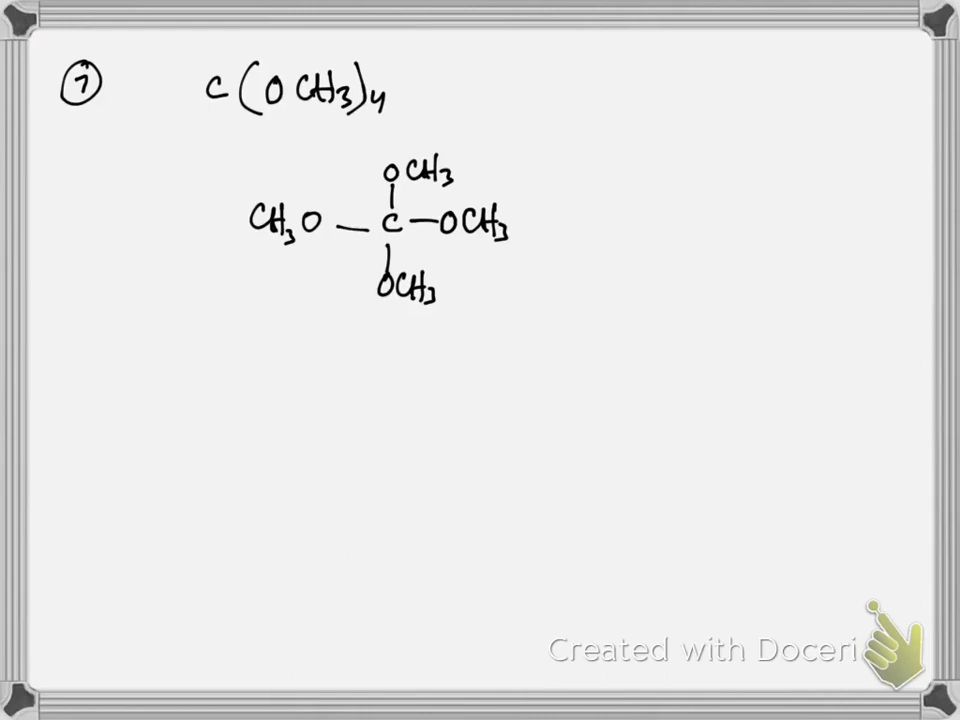 ⑦ C(OCH₃)₄
OCH₃
CH₃O — C — OCH₃
OCH₃
Created with Doceri